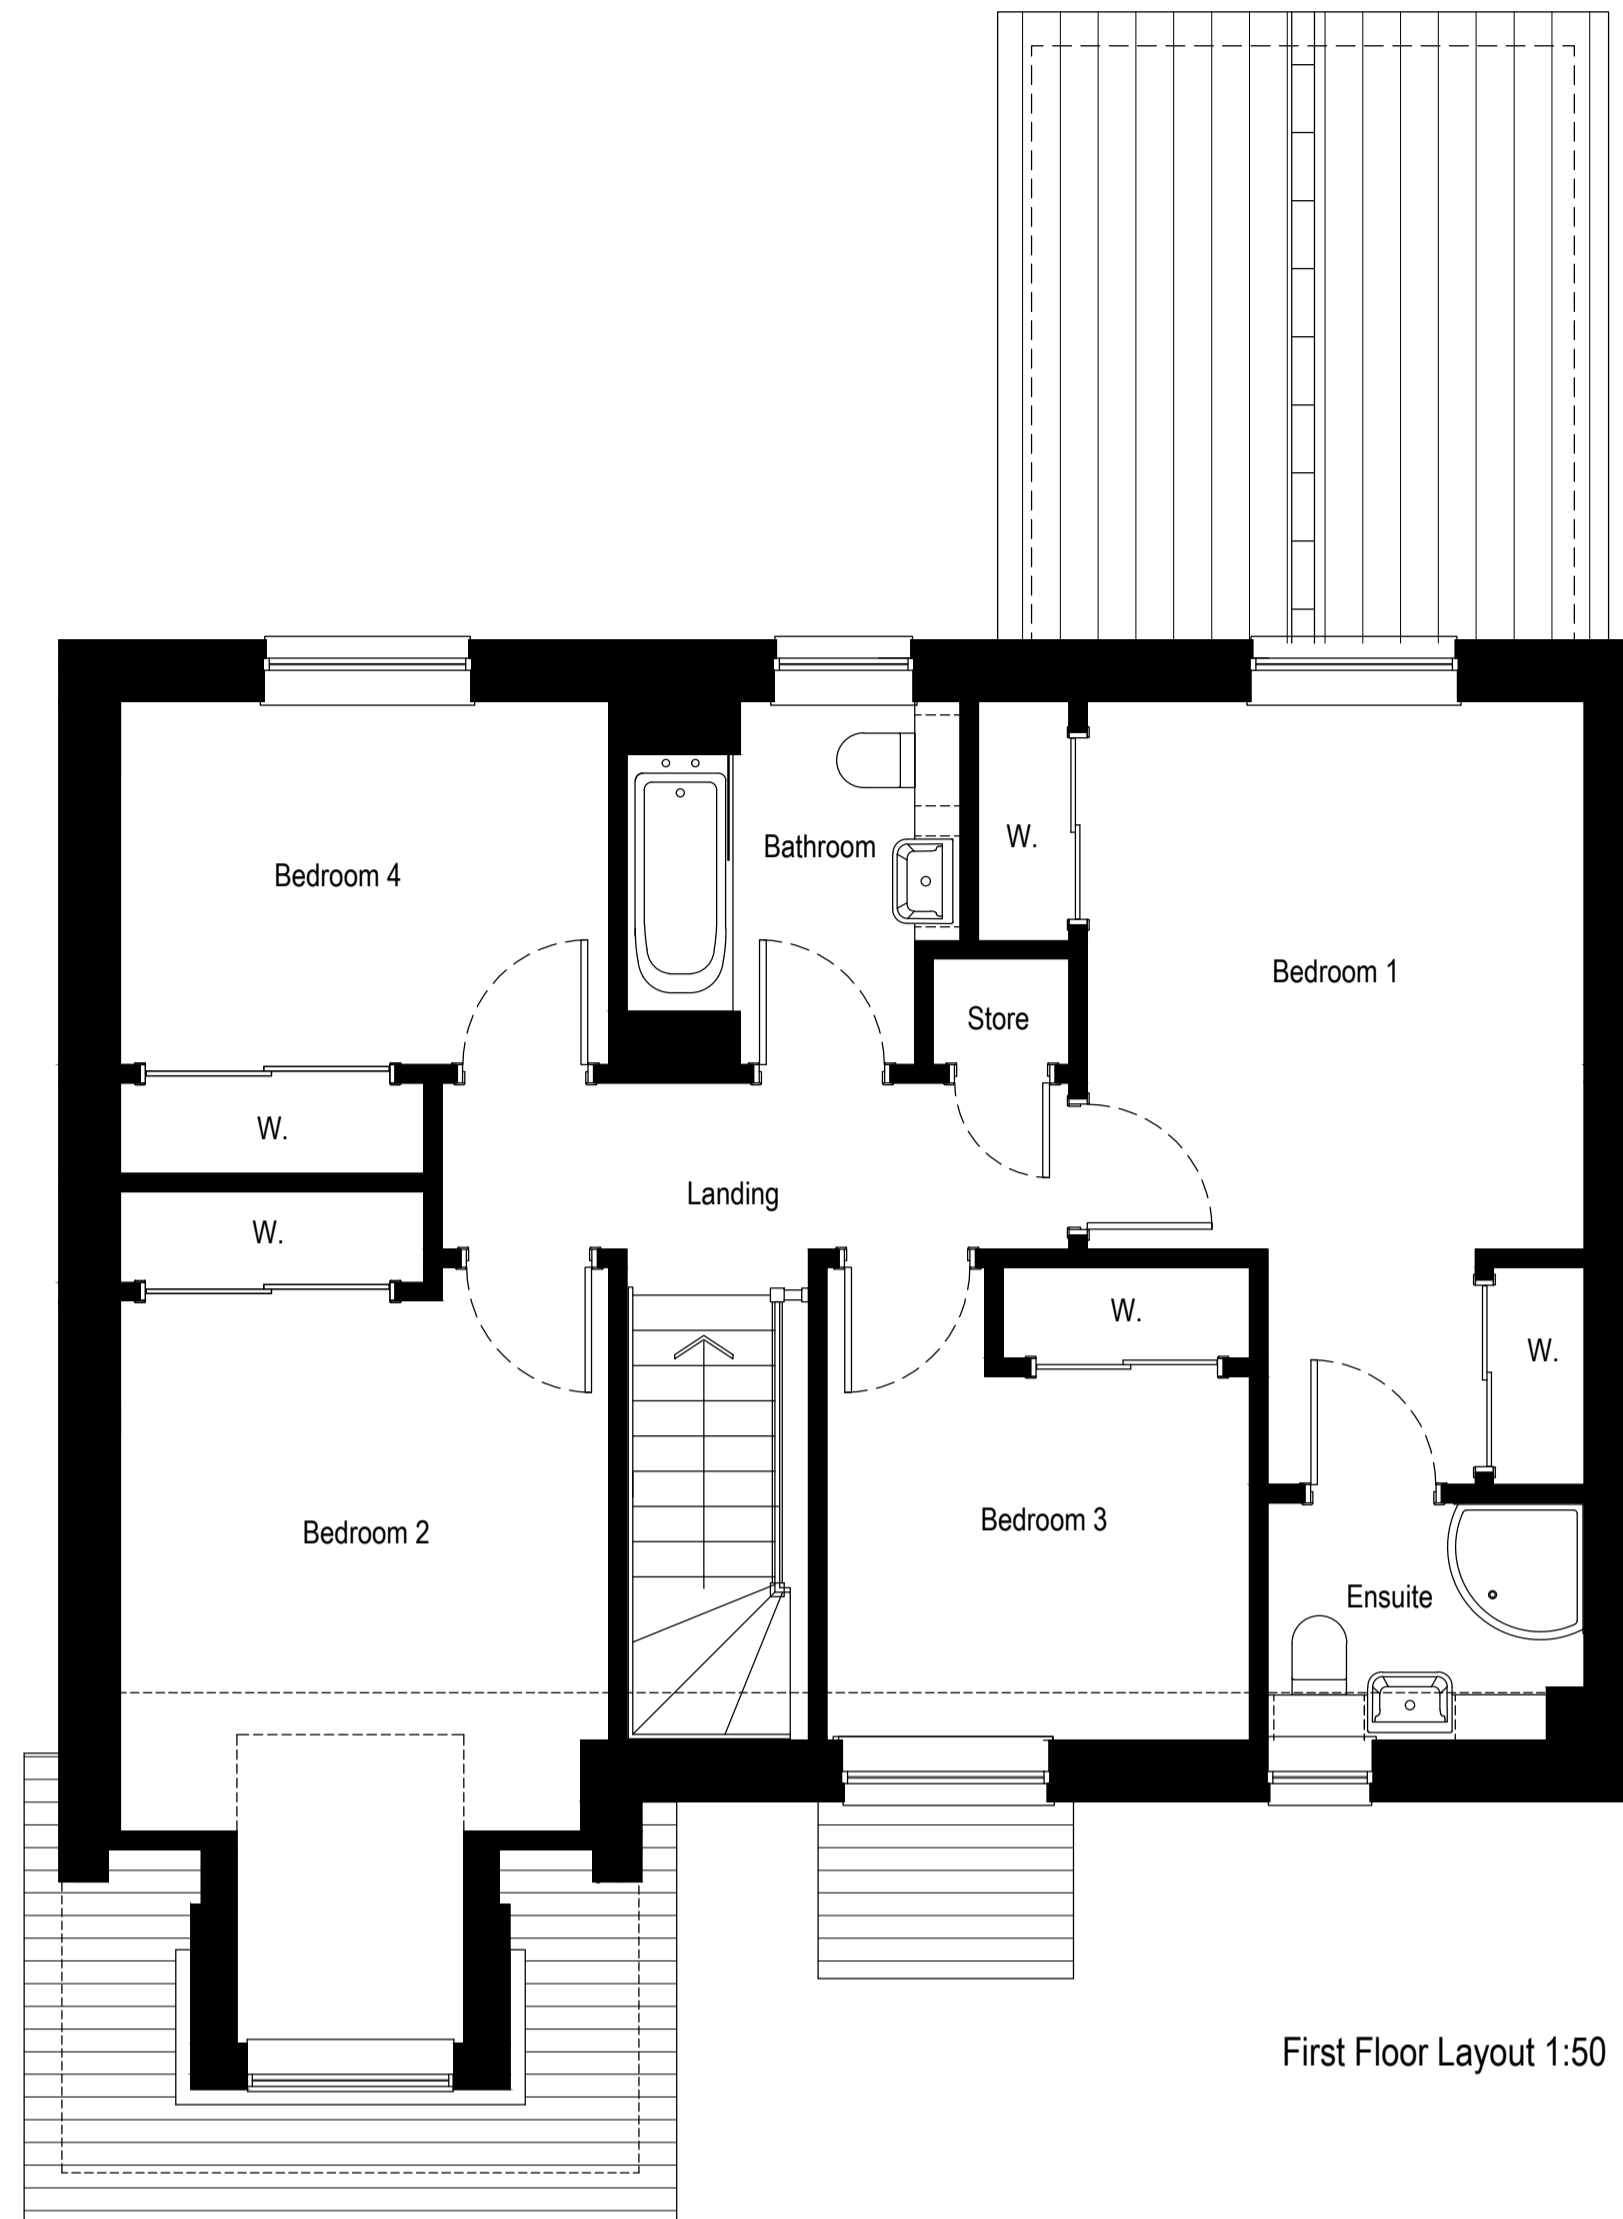 Bedroom 4
Bathroom
W.
Bedroom 1
Store
W.
Landing
W.
W.
W.
Bedroom 2
Bedroom 3
Ensuite
First Floor Layout 1:50